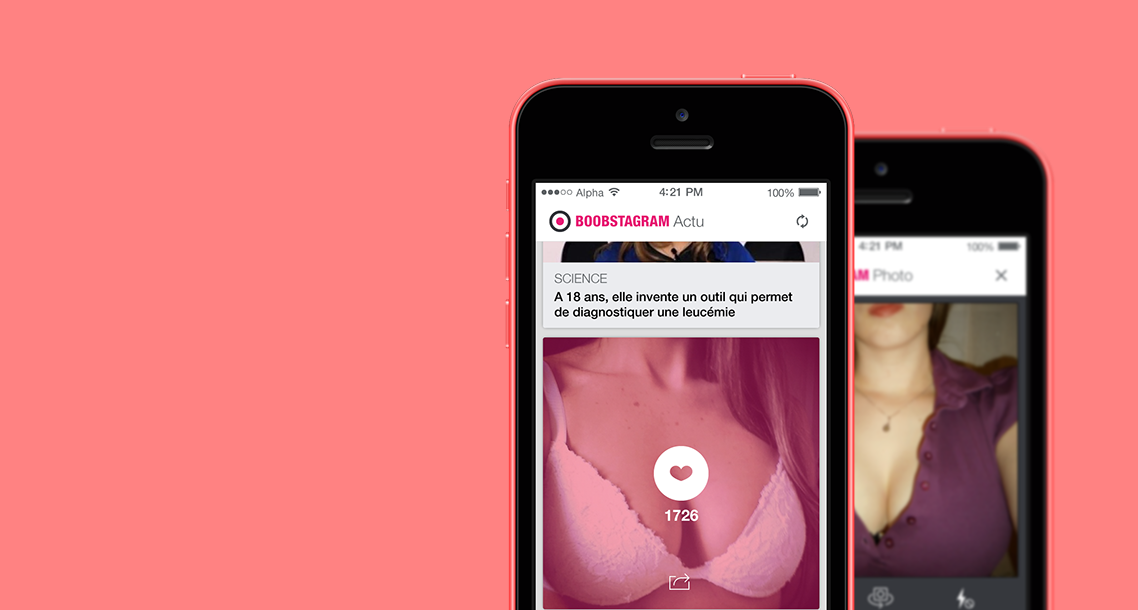 Alpha 4:21 PM 100%
BOOBSTAGRAM Actu
SCIENCE
A 18 ans, elle invente un outil qui permet
de diagnostiquer une leucémie
1726
4:21 PM 100%
AM Photo